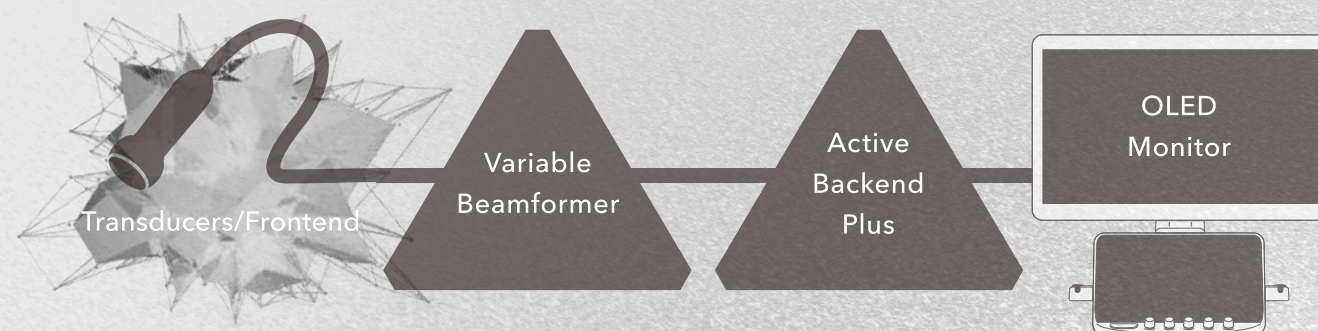 Transducers/Frontend
Variable
Beamformer
Active
Backend
Plus
OLED
Monitor